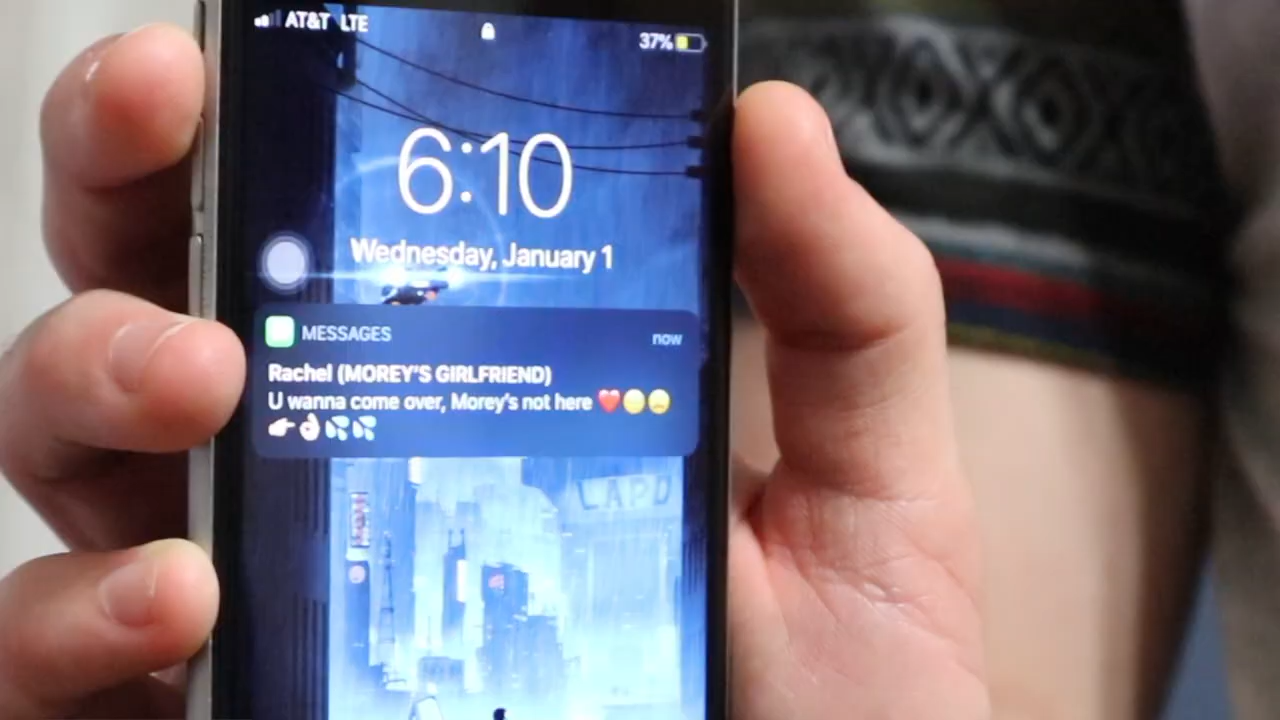 AT&T LTE
37%
6:10
Wednesday, January 1
MESSAGES
now
Rachel (MOREY'S GIRLFRIEND)
U wanna come over, Morey's not here ❤️😑😩
👉👌💦💦
LAPD